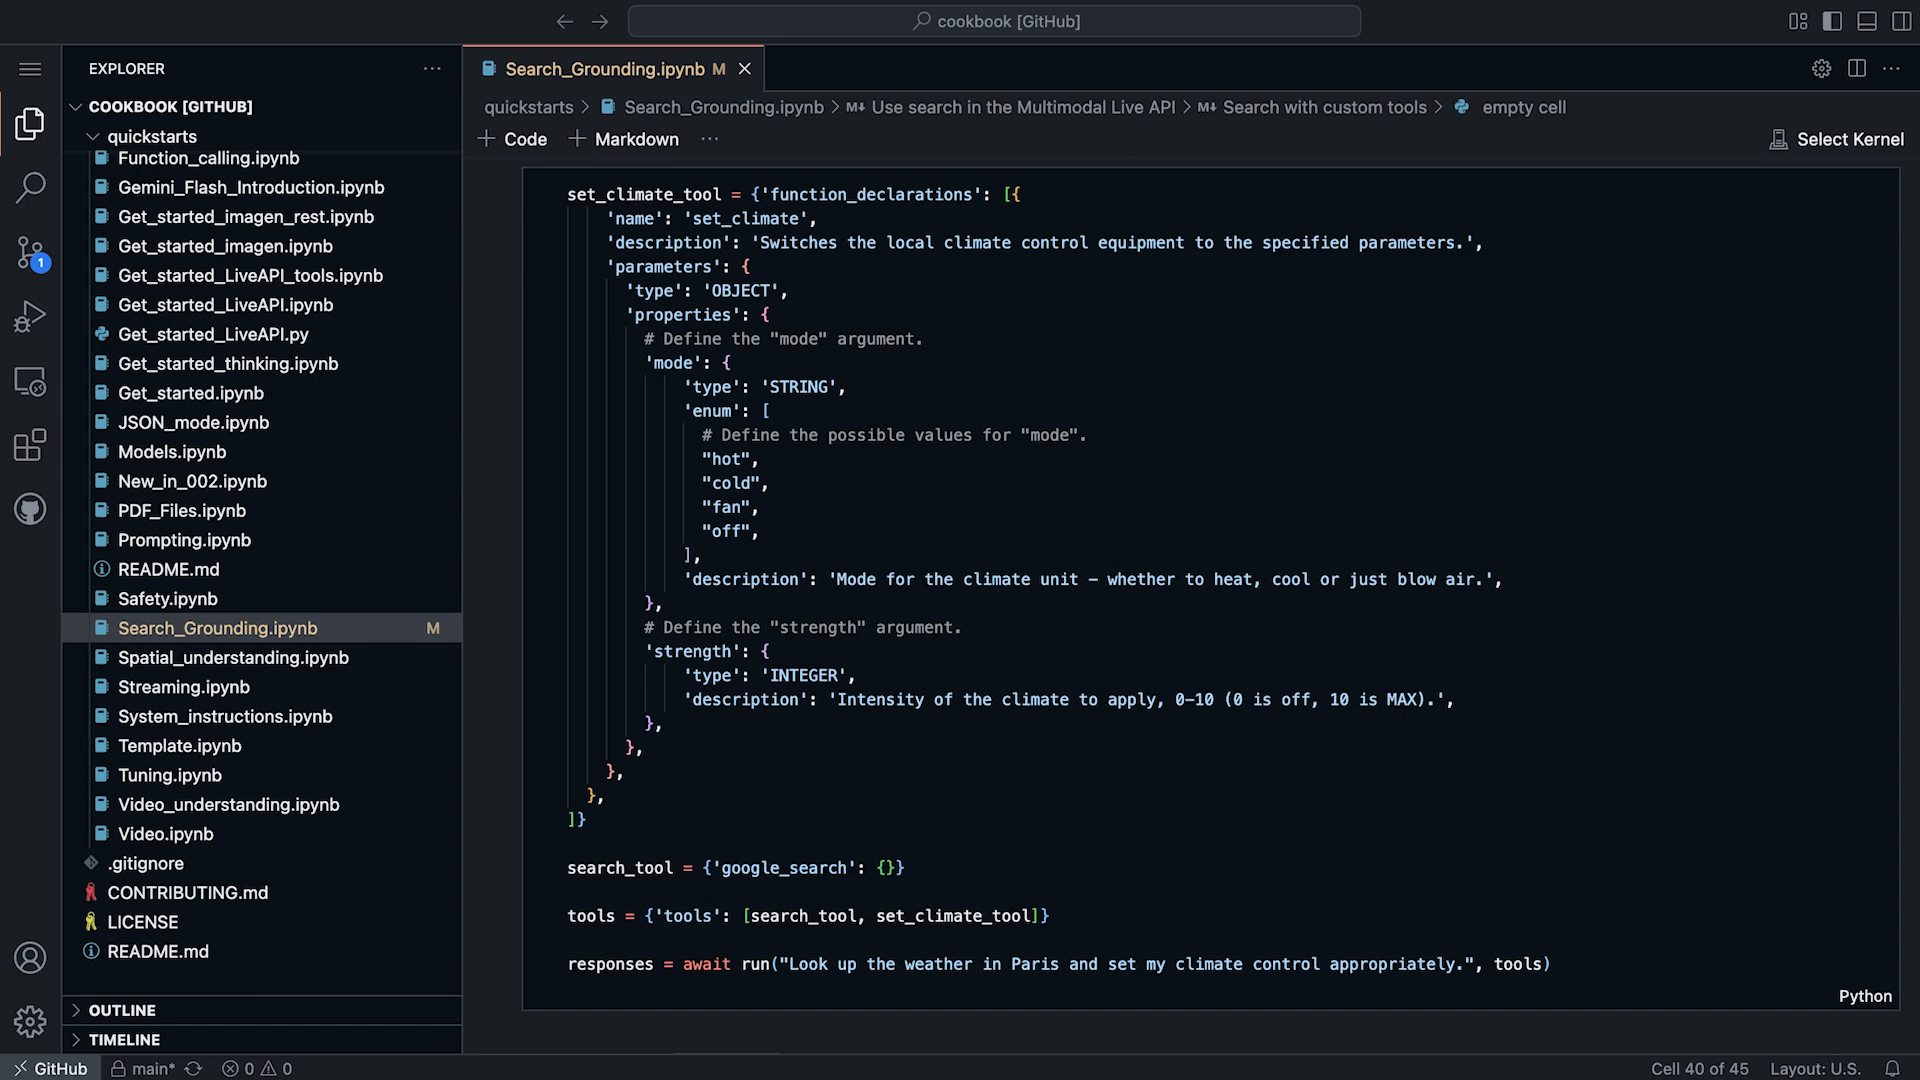 cookbook [GitHub]
EXPLORER
COOKBOOK [GITHUB]
quickstarts
Function_calling.ipynb
Gemini_Flash_Introduction.ipynb
Get_started_imagen_rest.ipynb
Get_started_imagen.ipynb
Get_started_LiveAPI_tools.ipynb
Get_started_LiveAPI.ipynb
Get_started_LiveAPI.py
Get_started_thinking.ipynb
Get_started.ipynb
JSON_mode.ipynb
Models.ipynb
New_in_002.ipynb
PDF_Files.ipynb
Prompting.ipynb
README.md
Safety.ipynb
Search_Grounding.ipynb M
Spatial_understanding.ipynb
Streaming.ipynb
System_instructions.ipynb
Template.ipynb
Tuning.ipynb
Video_understanding.ipynb
Video.ipynb
.gitignore
CONTRIBUTING.md
LICENSE
README.md
OUTLINE
TIMELINE
1
Search_Grounding.ipynb M
quickstarts > Search_Grounding.ipynb > M↓ Use search in the Multimodal Live API > M↓ Search with custom tools > empty cell
+ Code + Markdown ···
Select Kernel
set_climate_tool = {'function_declarations': [{
'name': 'set_climate',
'description': 'Switches the local climate control equipment to the specified parameters.',
'parameters': {
'type': 'OBJECT',
'properties': {
# Define the "mode" argument.
'mode': {
'type': 'STRING',
'enum': [
# Define the possible values for "mode".
"hot",
"cold",
"fan",
"off",
],
'description': 'Mode for the climate unit – whether to heat, cool or just blow air.',
},
# Define the "strength" argument.
'strength': {
'type': 'INTEGER',
'description': 'Intensity of the climate to apply, 0–10 (0 is off, 10 is MAX).',
},
},
},
},
]}
search_tool = {'google_search': {}}
tools = {'tools': [search_tool, set_climate_tool]}
responses = await run("Look up the weather in Paris and set my climate control appropriately.", tools)
Python
GitHub main* 0 0
Cell 40 of 45 Layout: U.S.